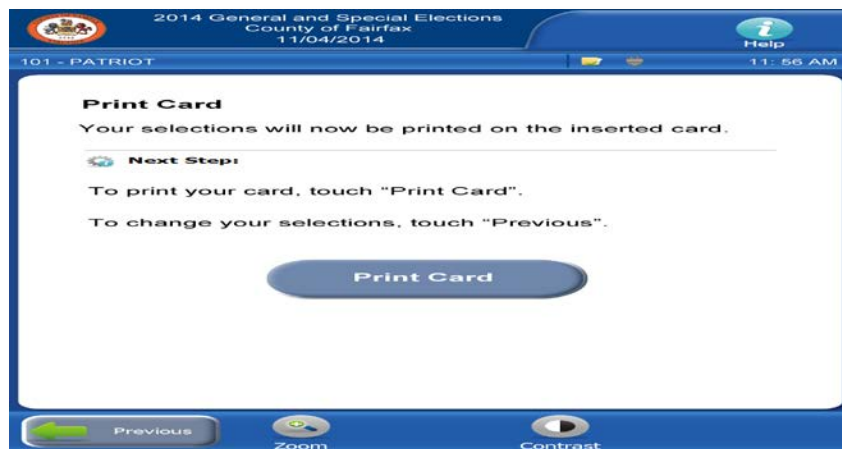 2014 General and Special Elections
County of Fairfax
11/04/2014
Help
101 - PATRIOT
11: 56 AM
Print Card
Your selections will now be printed on the inserted card.
Next Step:
To print your card, touch “Print Card”.
To change your selections, touch “Previous”.
Print Card
Previous
Zoom
Contrast